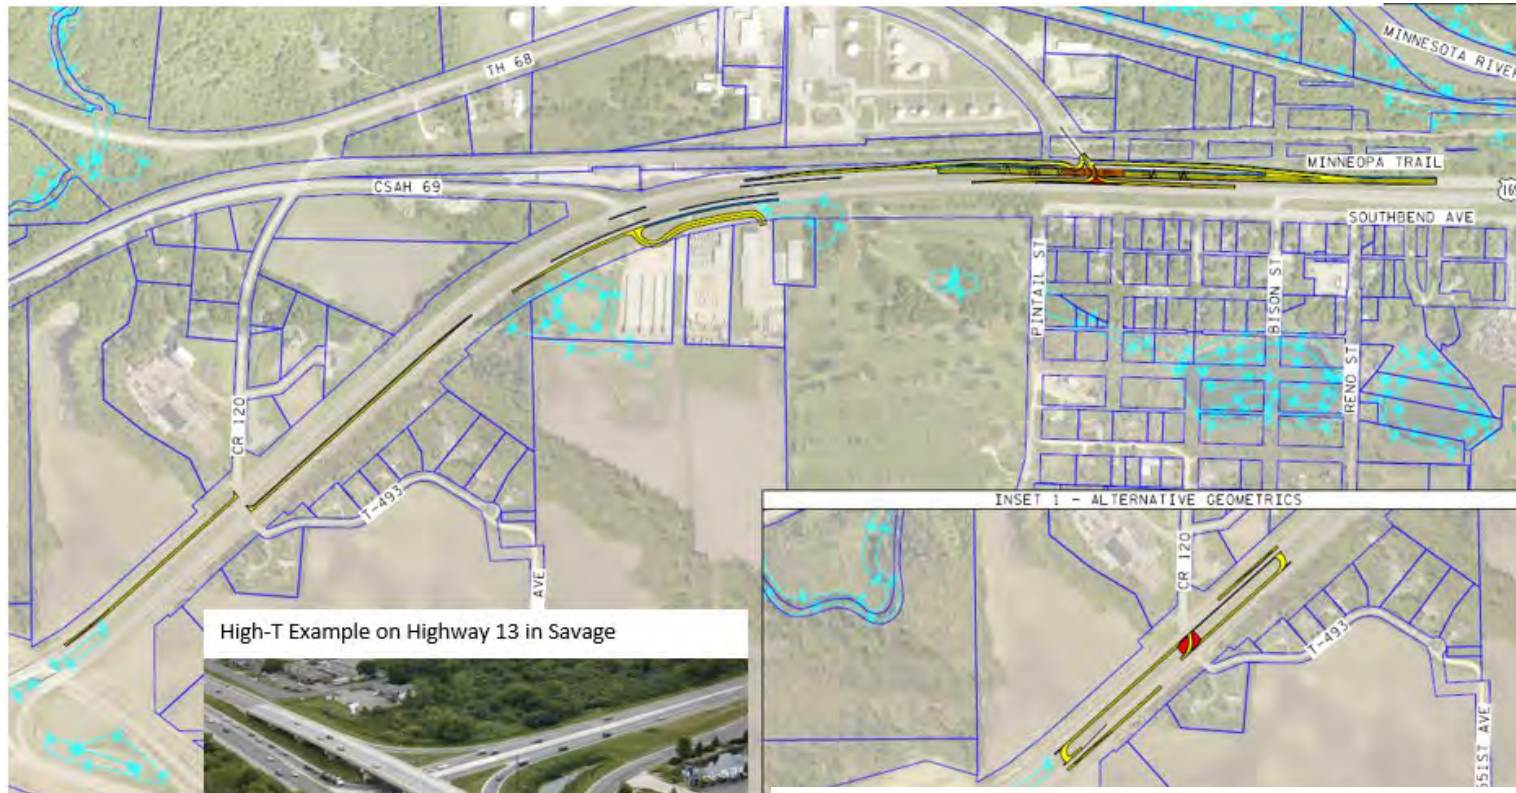 MINNESOTA RIVER
TH 68
MINNEOPA TRAIL
CSAH 69
169
SOUTHBEND AVE
PINTAIL ST
BISON ST
RENO ST
CR 120
T-493
AVE
INSET 1 - ALTERNATIVE GEOMETRICS
CR 120
T-493
551ST AVE
High-T Example on Highway 13 in Savage